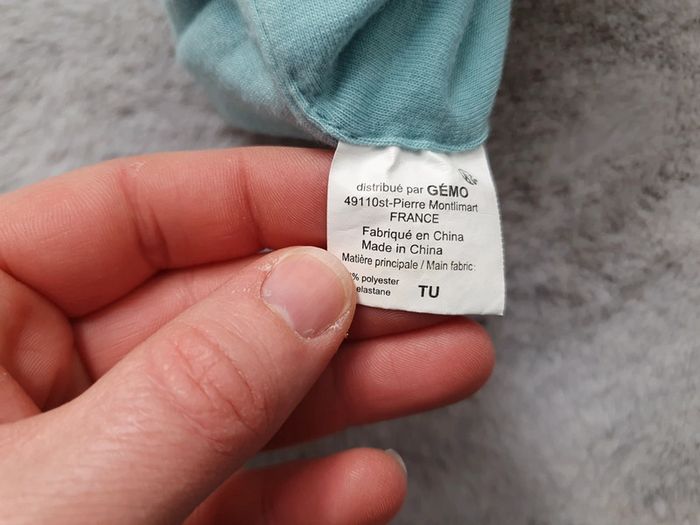 distribué par GÉMO
49110st-Pierre Montlimart
FRANCE
Fabriqué en China
Made in China
Matière principale / Main fabric:
% polyester
elastane TU